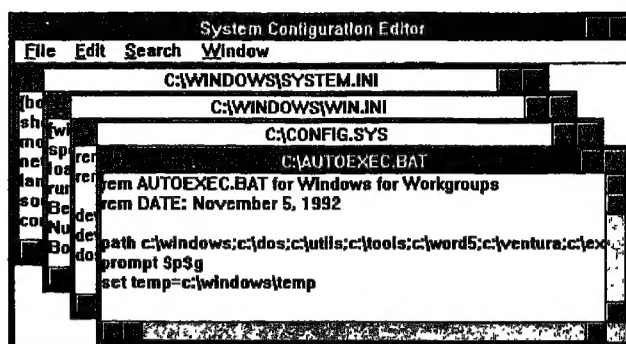 System Configuration Editor
File Edit Search Window
C:\WINDOWS\SYSTEM.INI
C:\WINDOWS\WIN.INI
C:\CONFIG.SYS
C:\AUTOEXEC.BAT
rem AUTOEXEC.BAT for Windows for Workgroups
rem DATE: November 5, 1992
path c:\windows;c:\dos;c:\utils;c:\tools;c:\word5;c:\ventura;c:\ex
prompt $p$g
set temp=c:\windows\temp